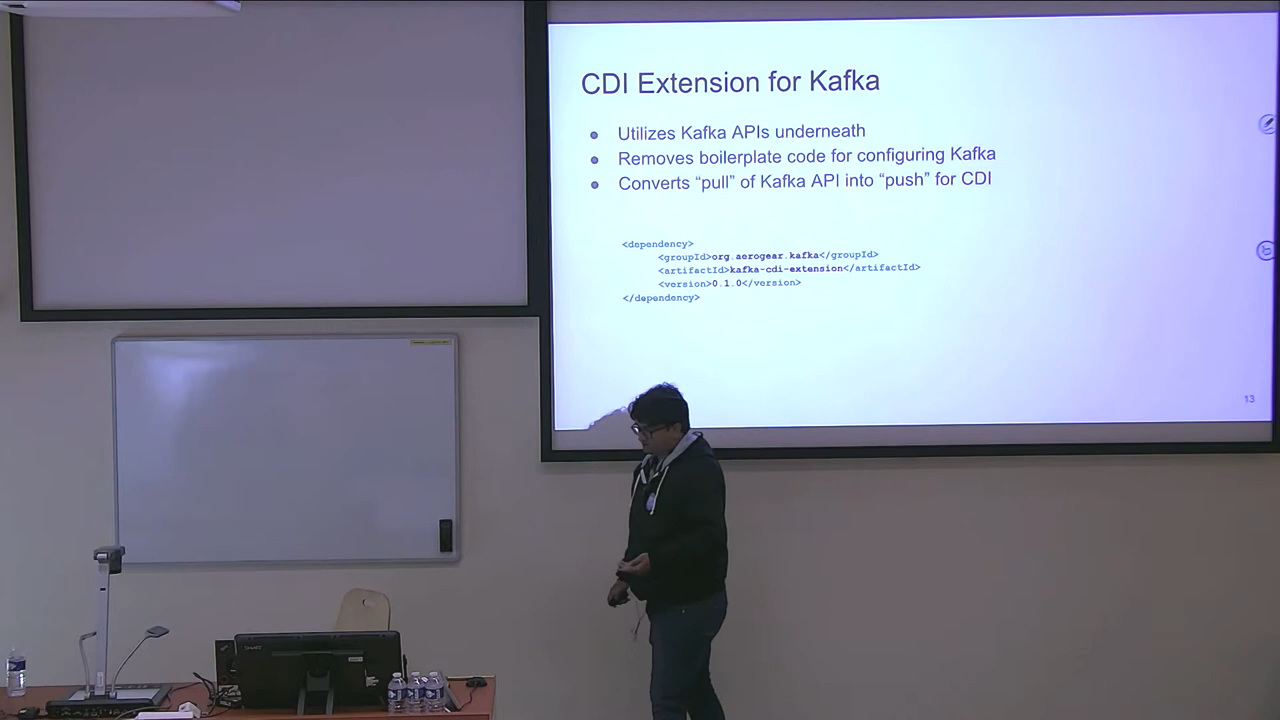 CDI Extension for Kafka
● Utilizes Kafka APIs underneath
● Removes boilerplate code for configuring Kafka
● Converts “pull” of Kafka API into “push” for CDI
<dependency>
<groupId>org.aerogear.kafka</groupId>
<artifactId>kafka-cdi-extension</artifactId>
<version>0.1.0</version>
</dependency>
13